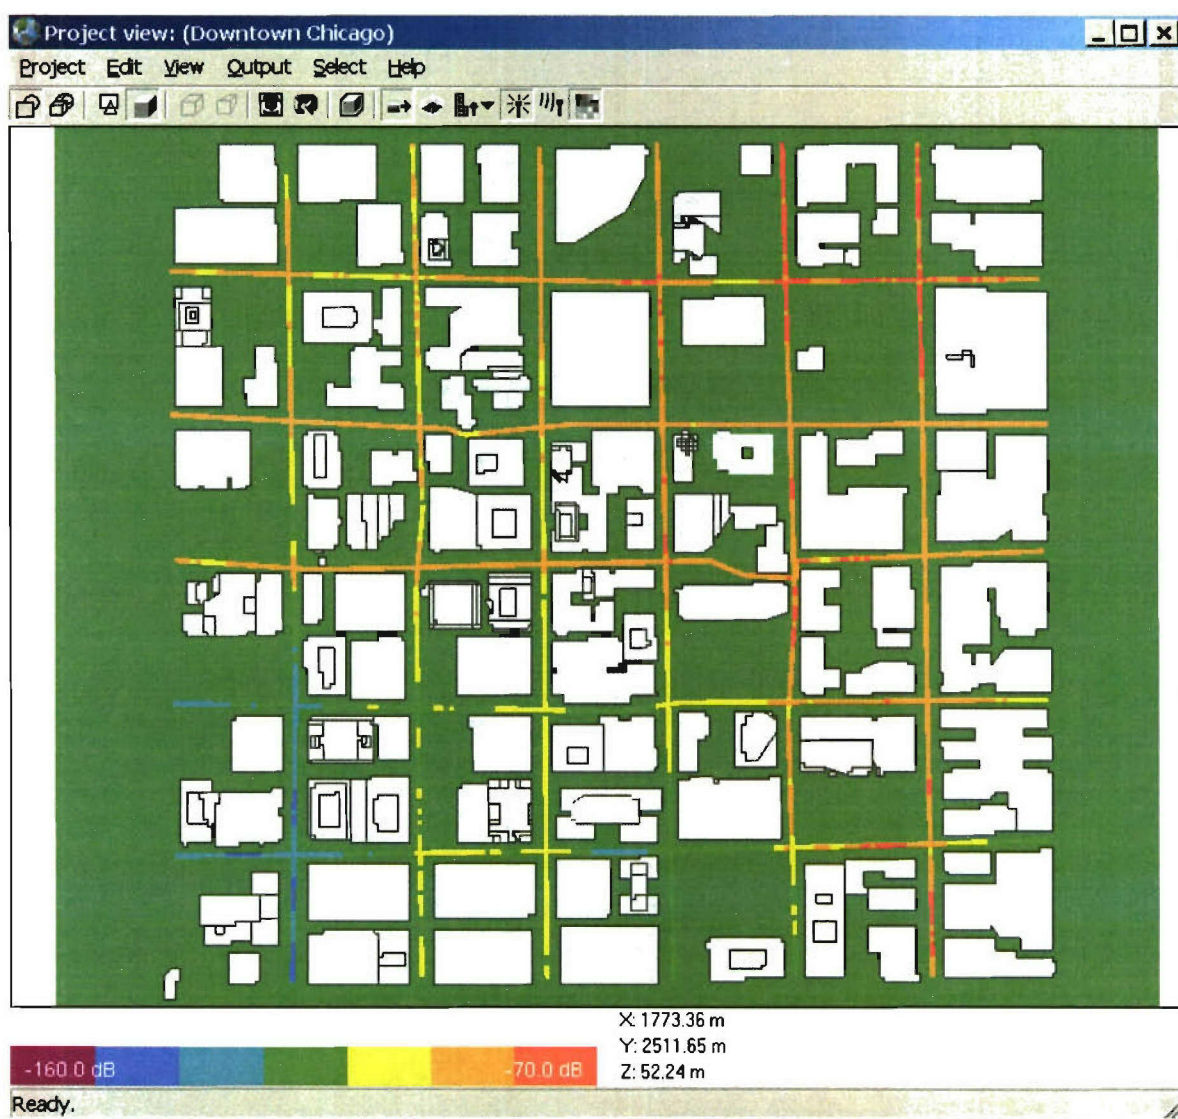 Project view: (Downtown Chicago)
Project Edit View Output Select Help
X: 1773.36 m
Y: 2511.65 m
-160.0 dB -70.0 dB
Z: 52.24 m
Ready.